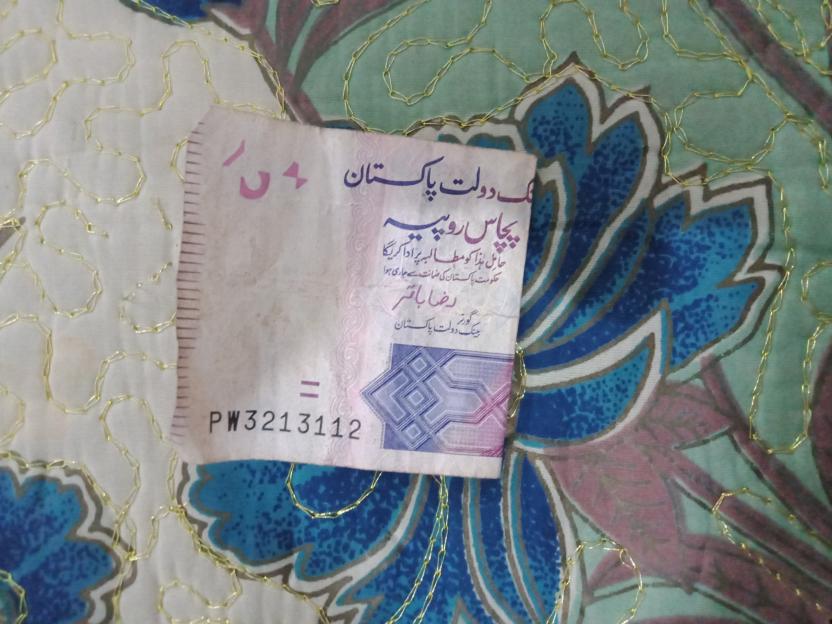 بینک دولت پاکستان
پچاس روپیہ
حامل ہذا کو مطالبہ پر ادا کریگا
حکومت پاکستان کی ضمانت سے جاری ہوا
رضا باقر
گورنر
بینک دولت پاکستان
PW3213112